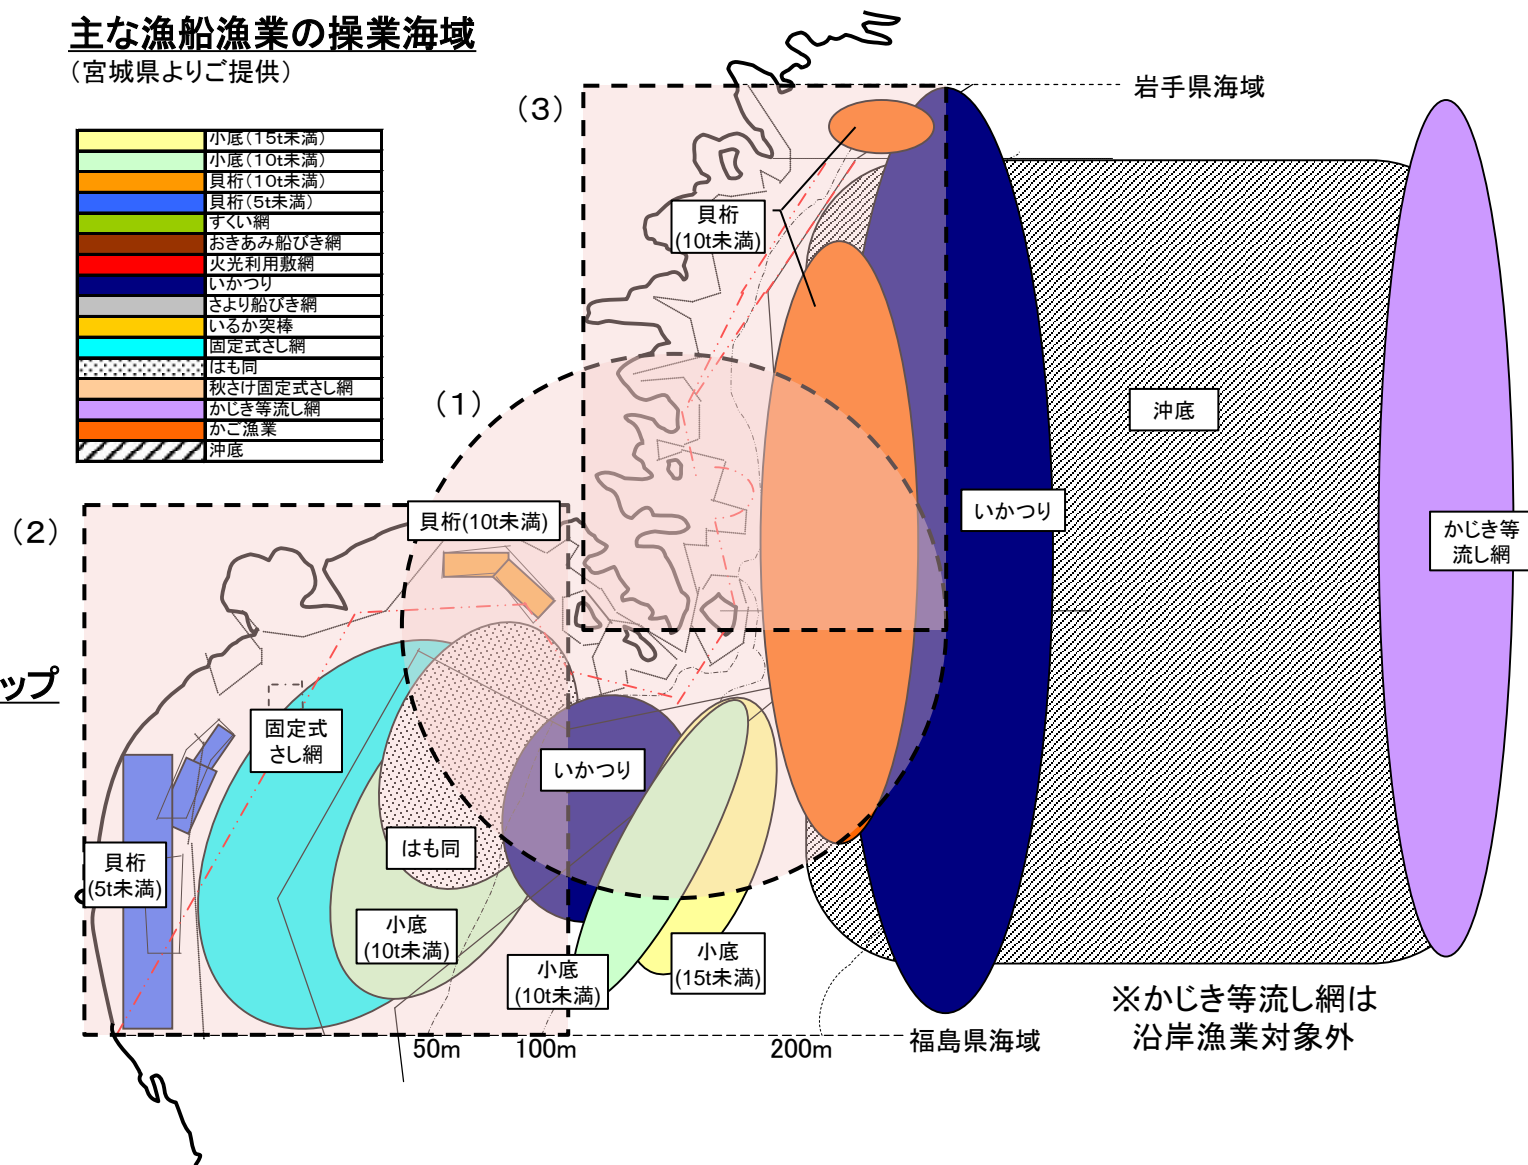 主な漁船漁業の操業海域
（宮城県よりご提供）
小底（15t未満）
小底（10t未満）
貝桁（10t未満）
貝桁（5t未満）
すくい網
おきあみ船びき網
火光利用敷網
いかつり
さより船びき網
いるか突棒
固定式さし網
はも同
秋さけ固定式さし網
かじき等流し網
かご漁業
沖底
（3）
岩手県海域
貝桁
(10t未満)
（1）
沖底
（2）
貝桁(10t未満)
いかつり
かじき等
流し網
ップ
固定式
さし網
いかつり
はも同
貝桁
(5t未満)
小底
(10t未満)
小底
(10t未満)
小底
(15t未満)
※かじき等流し網は
沿岸漁業対象外
50m
100m
200m
福島県海域